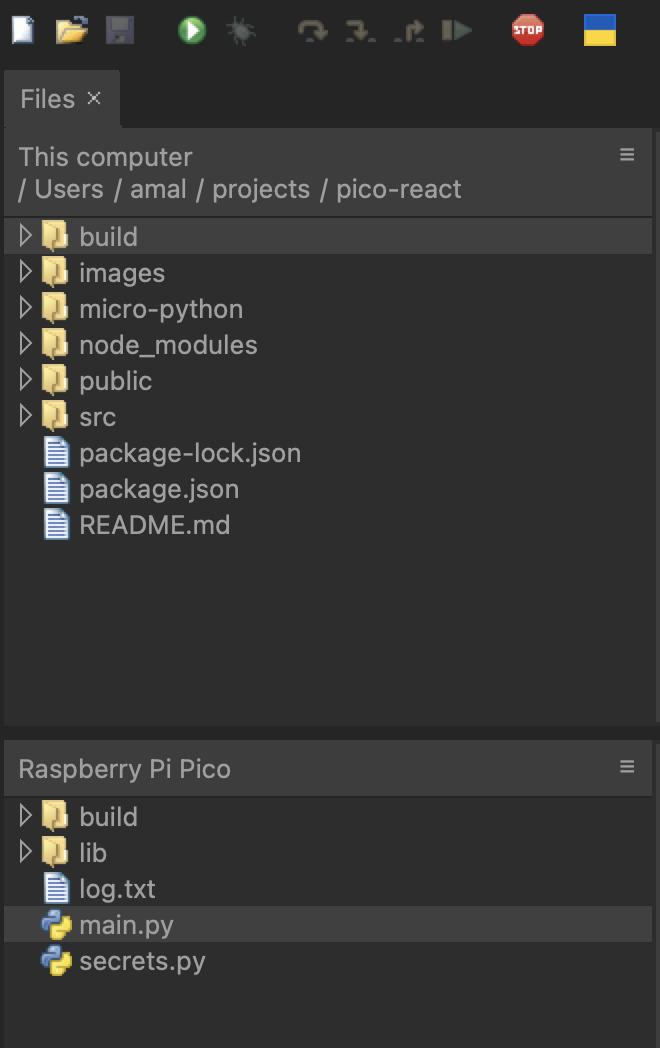 STOP
Files ×
This computer
/ Users / amal / projects / pico-react
build
images
micro-python
node_modules
public
src
package-lock.json
package.json
README.md
Raspberry Pi Pico
build
lib
log.txt
main.py
secrets.py